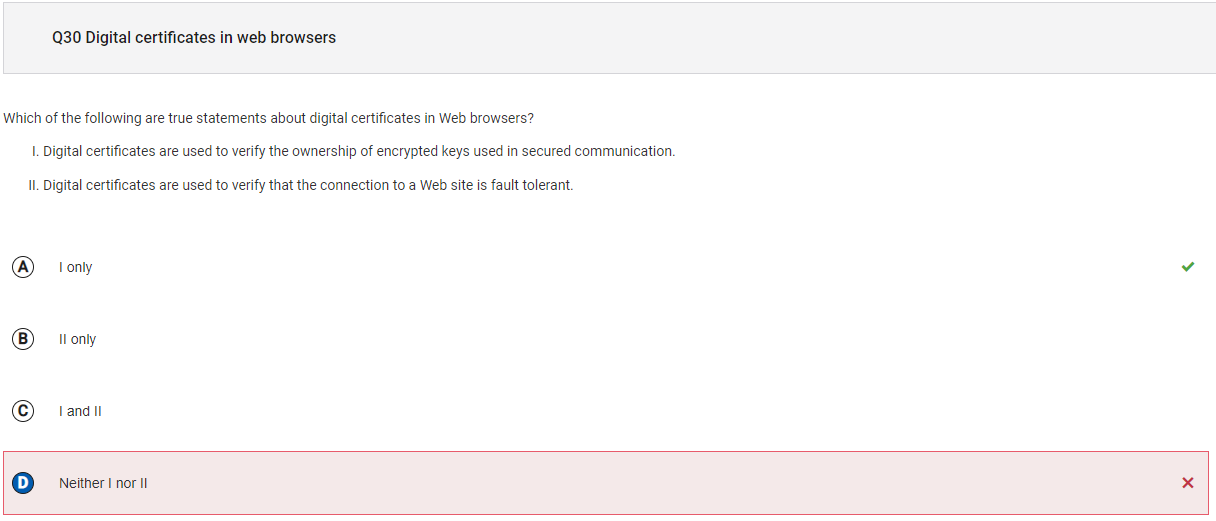 Q30 Digital certificates in web browsers
Which of the following are true statements about digital certificates in Web browsers?
I. Digital certificates are used to verify the ownership of encrypted keys used in secured communication.
II. Digital certificates are used to verify that the connection to a Web site is fault tolerant.
A I only
B II only
C I and II
D Neither I nor II